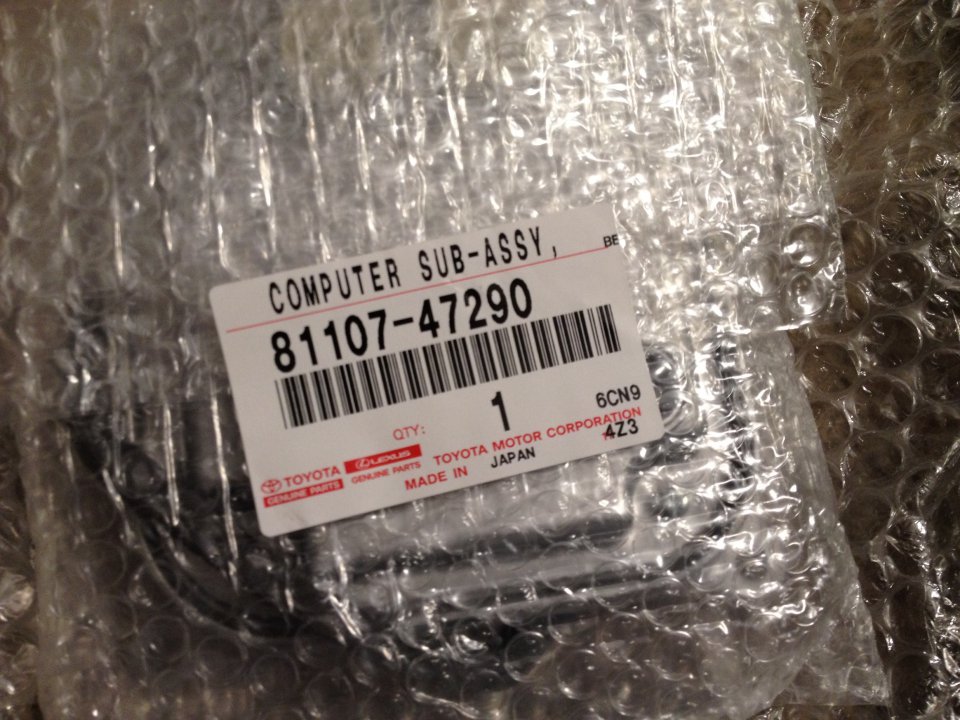 COMPUTER SUB-ASSY,
BE
81107-47290
QTY: 1
6CN9
TOYOTA LEXUS TOYOTA MOTOR CORPORATION
GENUINE PARTS GENUINE PARTS MADE IN JAPAN
4Z3